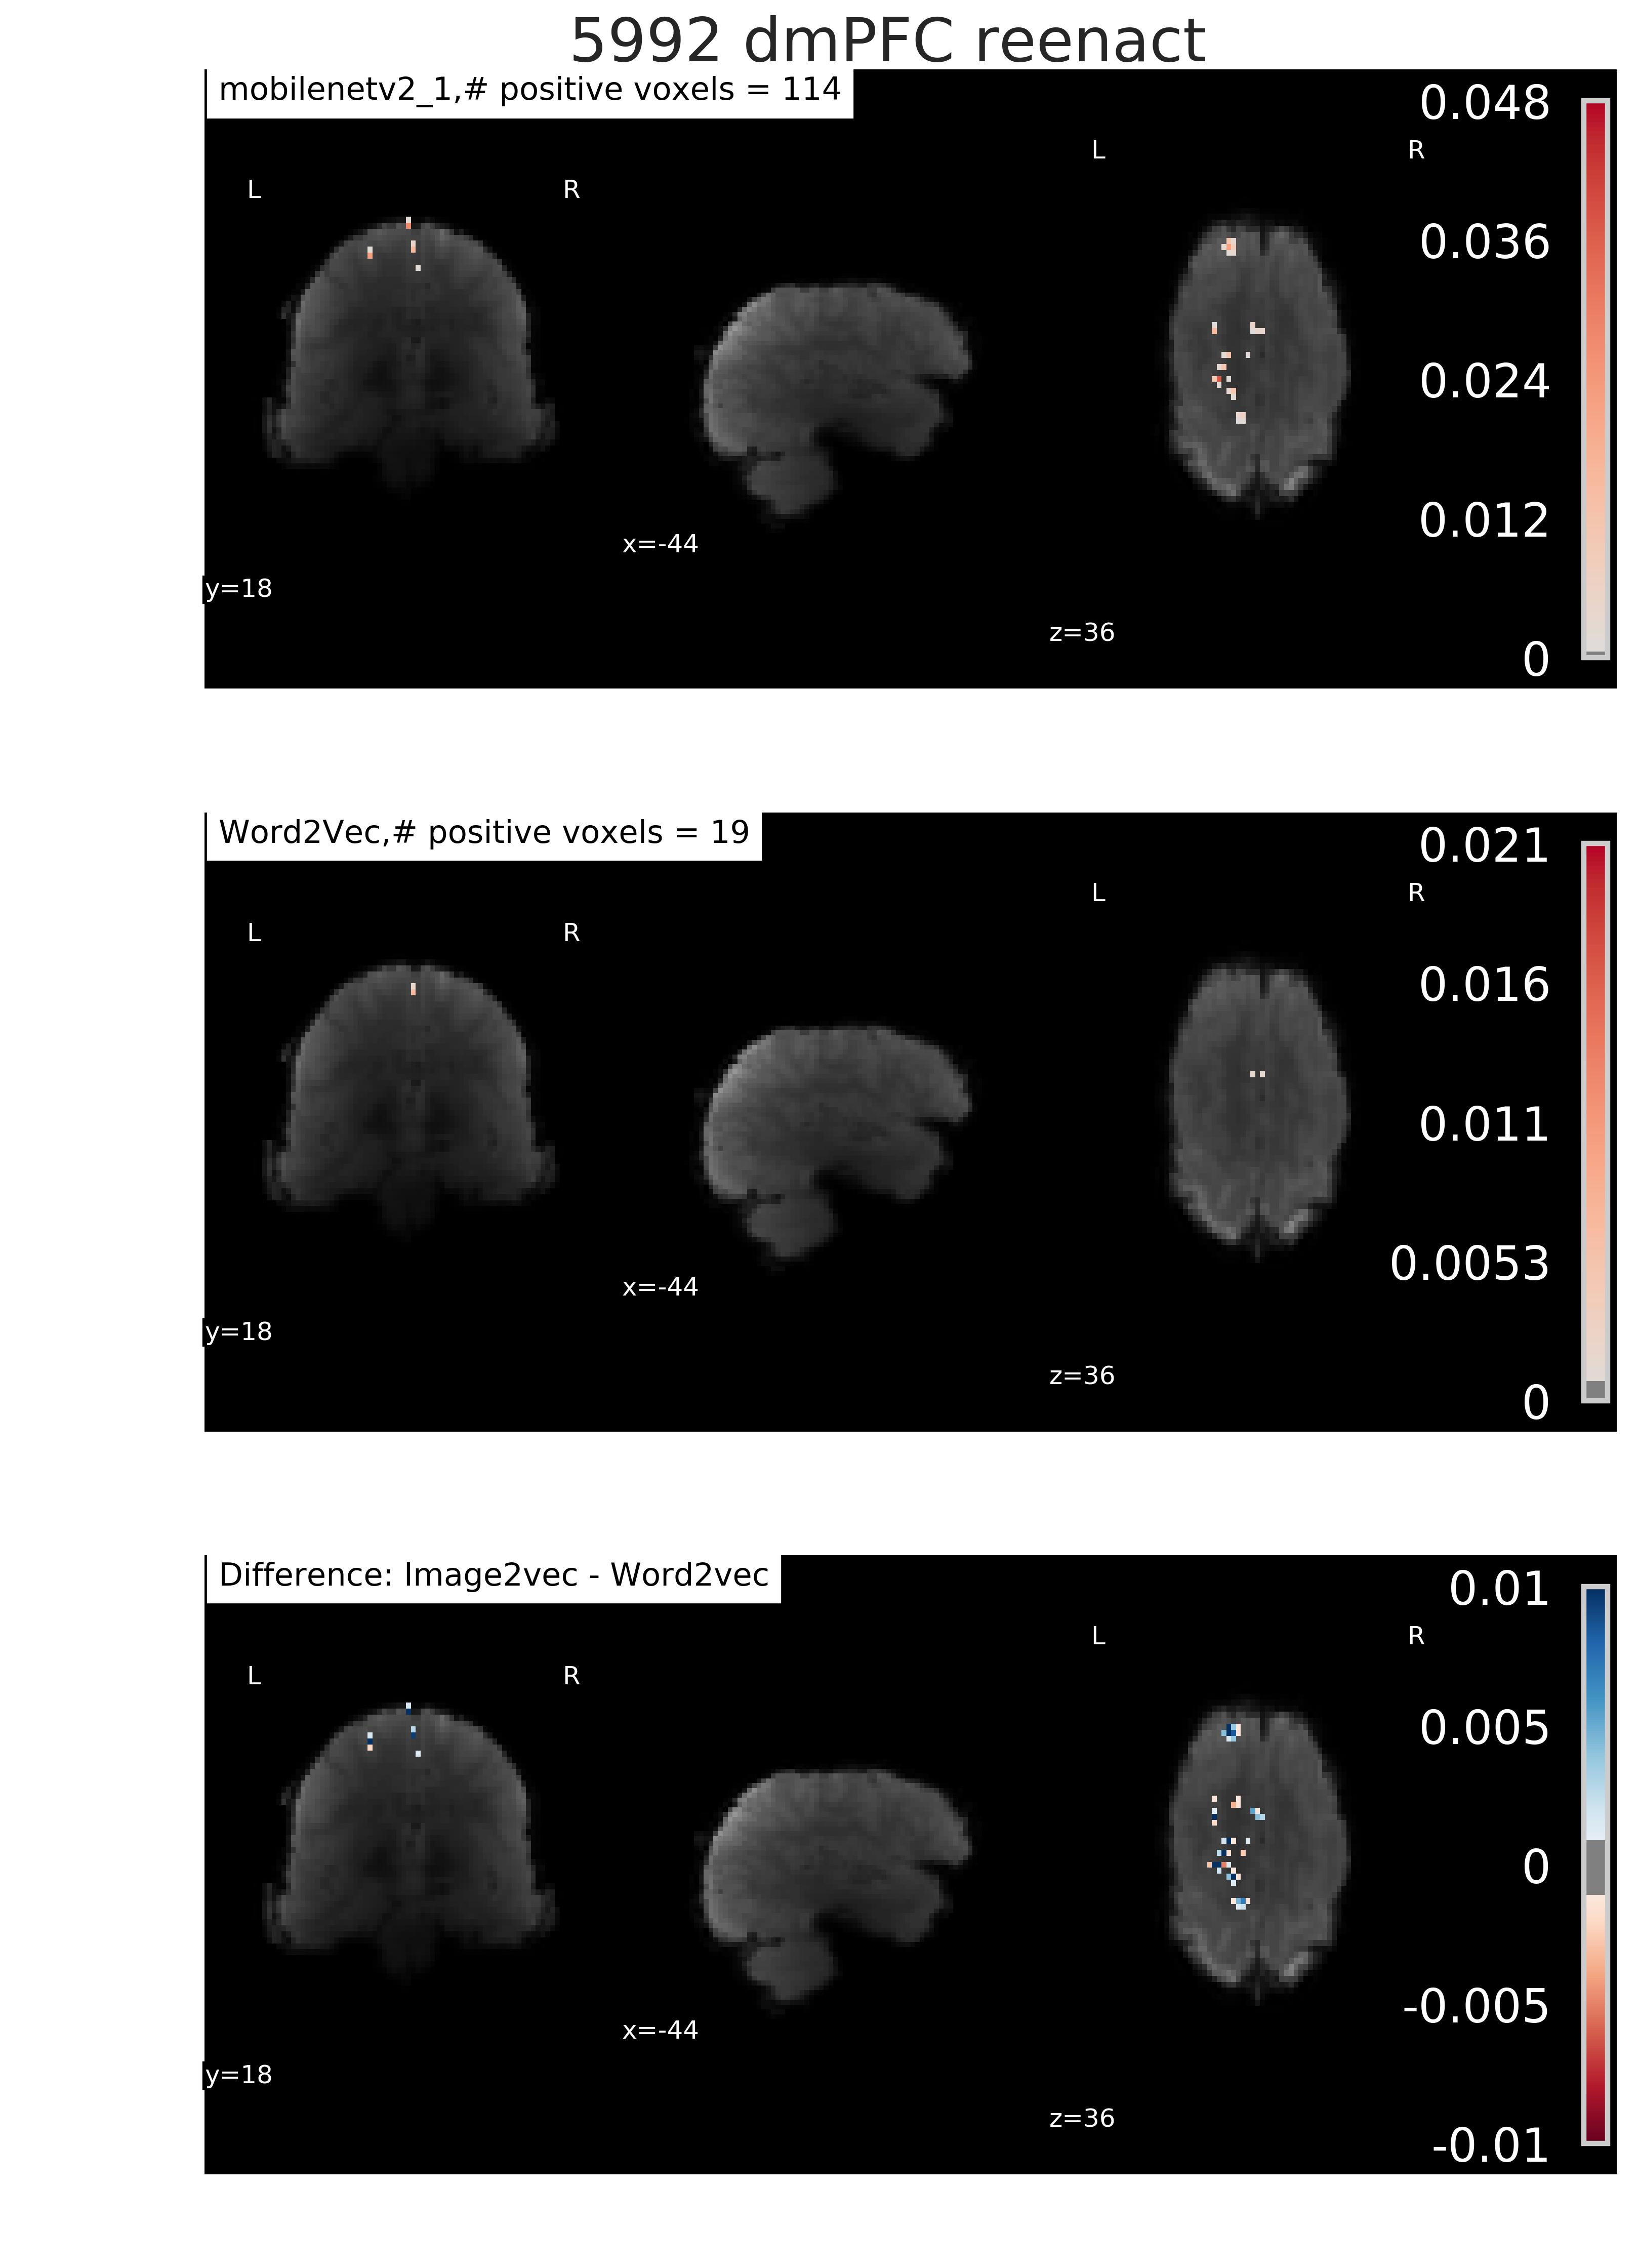 5992 dmPFC reenact
mobilenetv2_1,# positive voxels = 114
0.048
L R
L R
0.036
0.024
0.012
x=-44
y=18
z=36
0
Word2Vec,# positive voxels = 19
0.021
L R
L R
0.016
0.011
0.0053
x=-44
y=18
z=36
0
Difference: Image2vec - Word2vec
0.01
L R
L R
0.005
0
-0.005
x=-44
y=18
z=36
-0.01